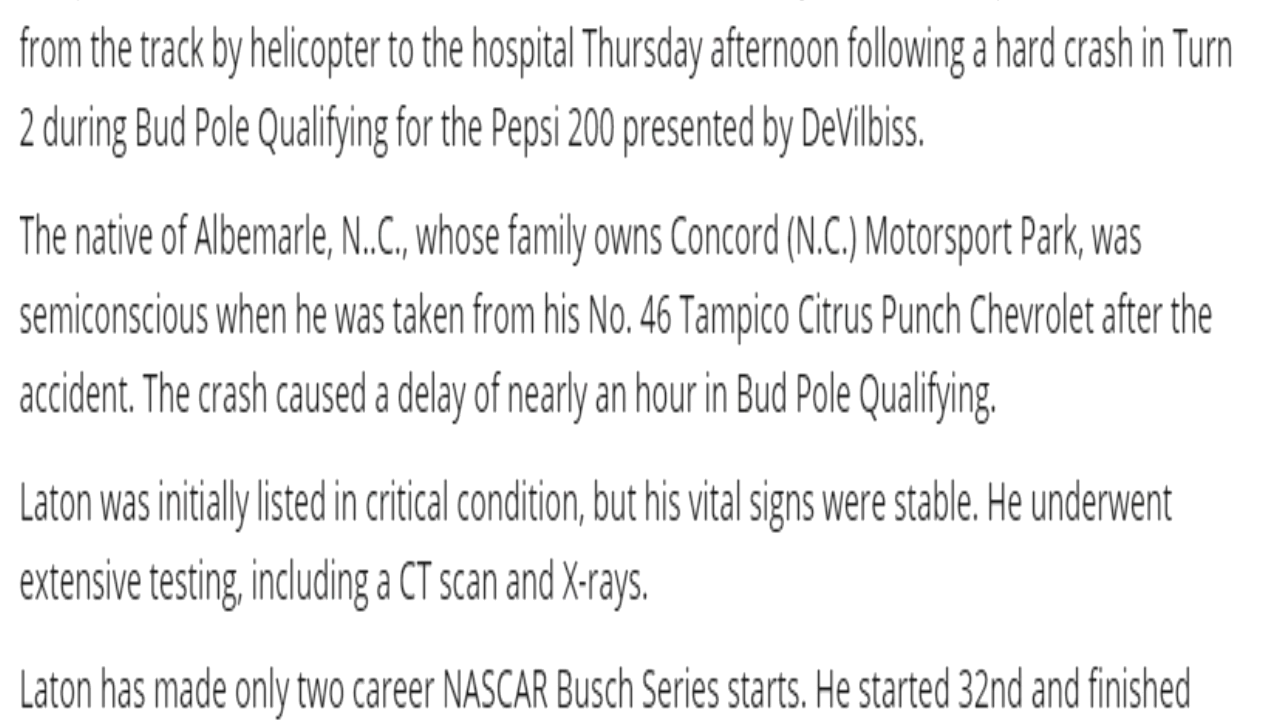 from the track by helicopter to the hospital Thursday afternoon following a hard crash in Turn
2 during Bud Pole Qualifying for the Pepsi 200 presented by DeVilbiss.
The native of Albemarle, N..C., whose family owns Concord (N.C.) Motorsport Park, was
semiconscious when he was taken from his No. 46 Tampico Citrus Punch Chevrolet after the
accident. The crash caused a delay of nearly an hour in Bud Pole Qualifying.
Laton was initially listed in critical condition, but his vital signs were stable. He underwent
extensive testing, including a CT scan and X-rays.
Laton has made only two career NASCAR Busch Series starts. He started 32nd and finished